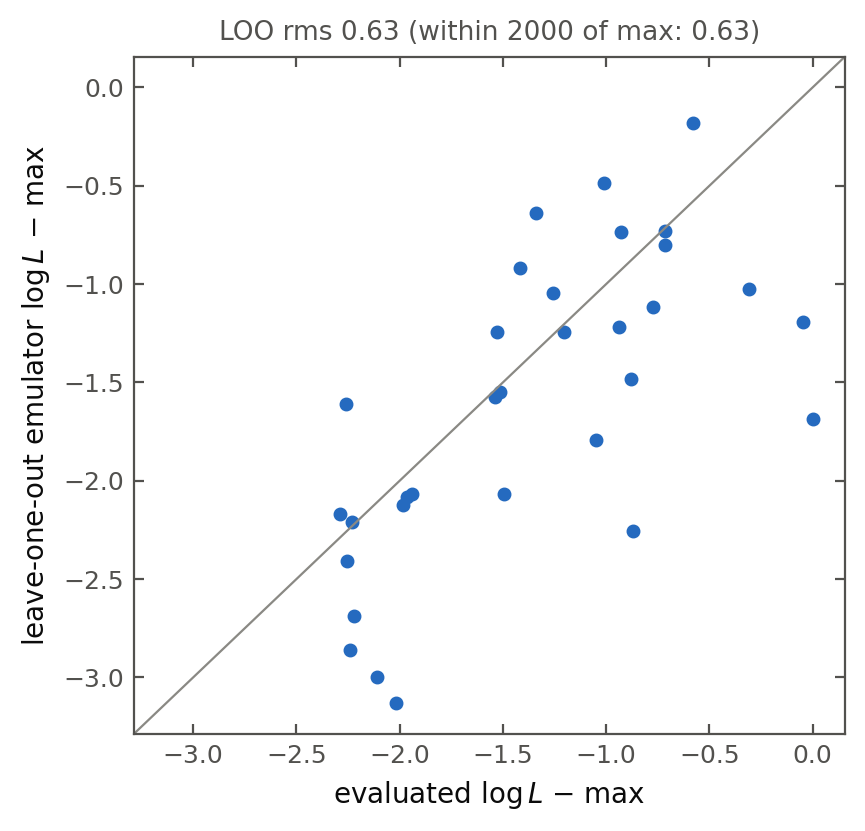 LOO rms 0.63 (within 2000 of max: 0.63)
leave-one-out emulator log L − max
0.0
−0.5
−1.0
−1.5
−2.0
−2.5
−3.0
−3.0 −2.5 −2.0 −1.5 −1.0 −0.5 0.0
evaluated log L − max